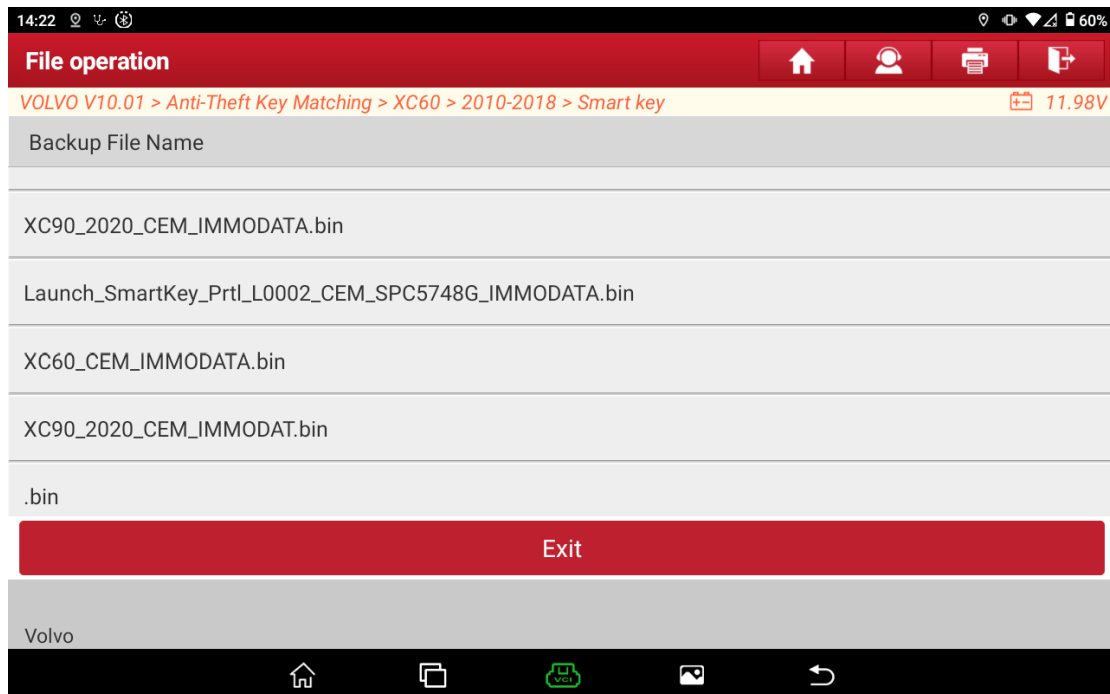 14:22
60%
File operation
VOLVO V10.01 > Anti-Theft Key Matching > XC60 > 2010-2018 > Smart key
11.98V
Backup File Name
XC90_2020_CEM_IMMODATA.bin
Launch_SmartKey_Prtl_L0002_CEM_SPC5748G_IMMODATA.bin
XC60_CEM_IMMODATA.bin
XC90_2020_CEM_IMMODAT.bin
.bin
Exit
Volvo
VCI